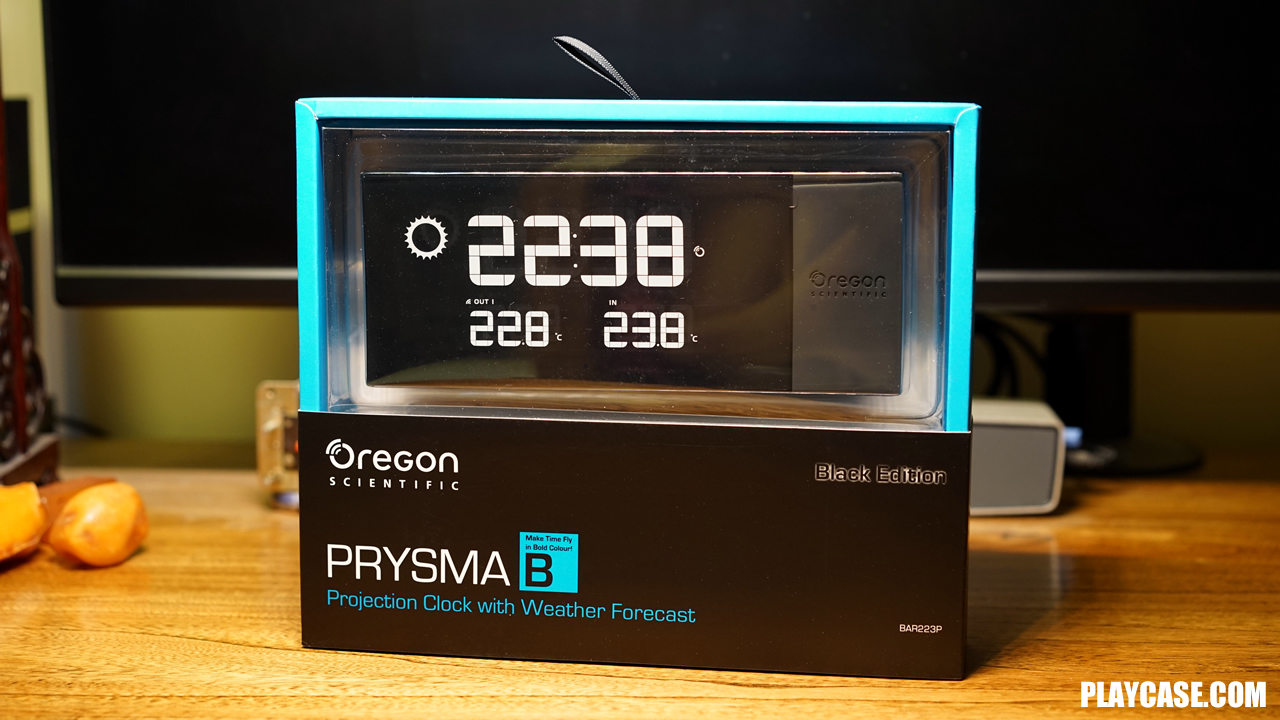 22:38
OUT 1
IN
22.8 °C
23.8 °C
Oregon
SCIENTIFIC
Oregon
SCIENTIFIC
Black Edition
Make Time Fly
in Bold Colour!
PRYSMA B
Projection Clock with Weather Forecast
BAR223P
PLAYCASE.COM